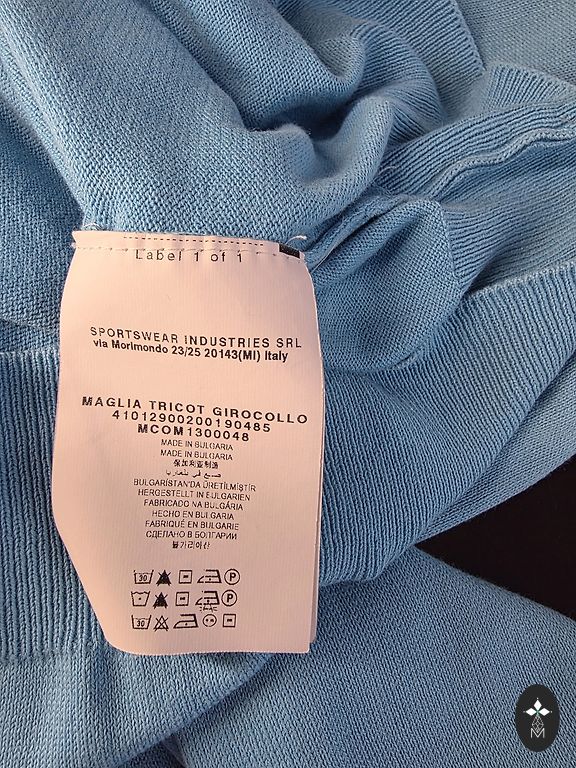 Label 1 of 1
SPORTSWEAR INDUSTRIES SRL
via Morimondo 23/25 20143(MI) Italy
MAGLIA TRICOT GIROCOLLO
41012900200190485
MCOM1300048
MADE IN BULGARIA
MADE IN BULGARIA
保加利亚制造
صنع في بلغاريا
BULGARİSTAN'DA ÜRETİLMİŞTİR
HERGESTELLT IN BULGARIEN
FABRICADO NA BULGÁRIA
HECHO EN BULGARIA
FABRIQUÉ EN BULGARIE
СДЕЛАНО В БОЛГАРИИ
불가리아산
30 P
P
30
M